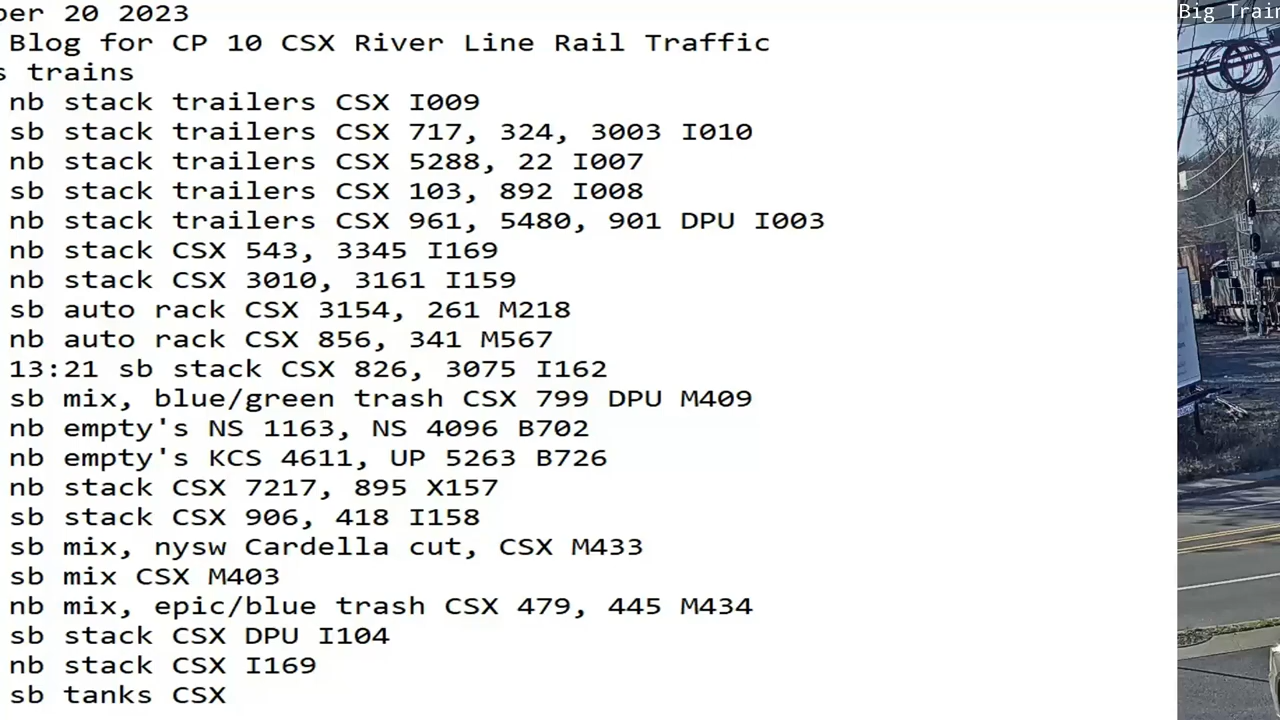 ber 20 2023
Blog for CP 10 CSX River Line Rail Traffic
s trains
nb stack trailers CSX I009
sb stack trailers CSX 717, 324, 3003 I010
nb stack trailers CSX 5288, 22 I007
sb stack trailers CSX 103, 892 I008
nb stack trailers CSX 961, 5480, 901 DPU I003
nb stack CSX 543, 3345 I169
nb stack CSX 3010, 3161 I159
sb auto rack CSX 3154, 261 M218
nb auto rack CSX 856, 341 M567
13:21 sb stack CSX 826, 3075 I162
sb mix, blue/green trash CSX 799 DPU M409
nb empty's NS 1163, NS 4096 B702
nb empty's KCS 4611, UP 5263 B726
nb stack CSX 7217, 895 X157
sb stack CSX 906, 418 I158
sb mix, nysw Cardella cut, CSX M433
sb mix CSX M403
nb mix, epic/blue trash CSX 479, 445 M434
sb stack CSX DPU I104
nb stack CSX I169
sb tanks CSX
Big Train